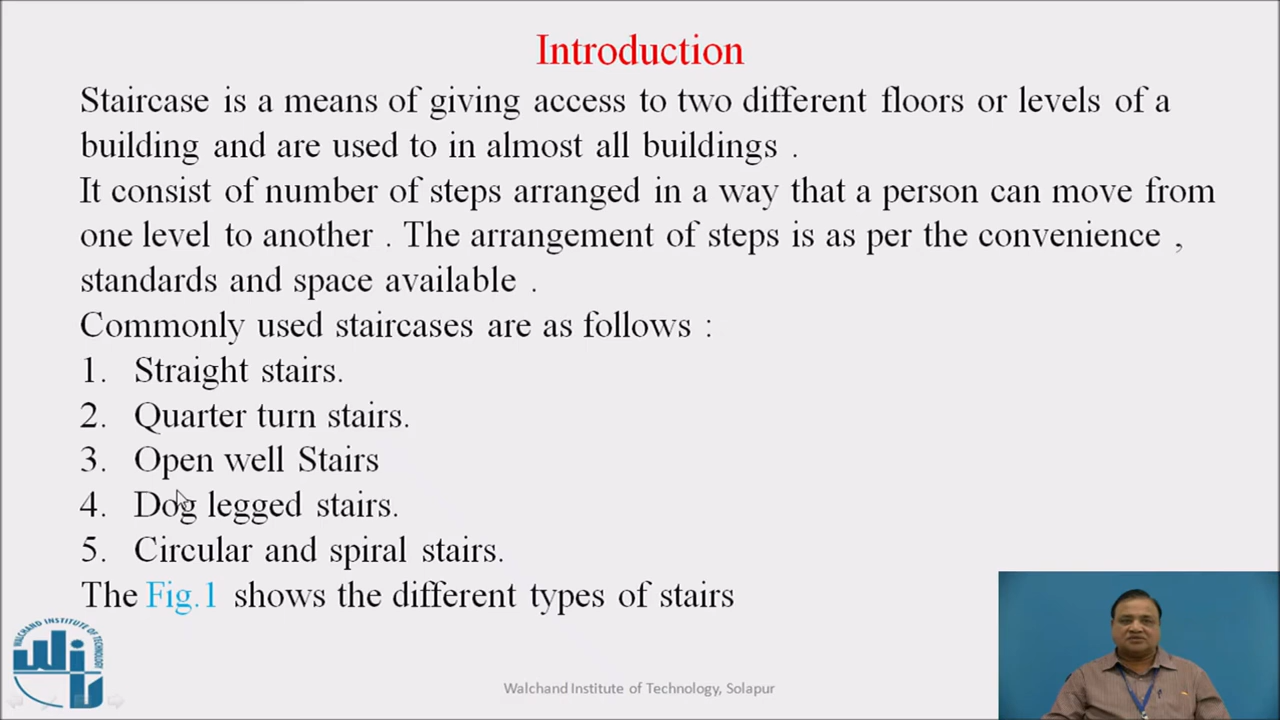 Introduction
Staircase is a means of giving access to two different floors or levels of a
building and are used to in almost all buildings .
It consist of number of steps arranged in a way that a person can move from
one level to another . The arrangement of steps is as per the convenience ,
standards and space available .
Commonly used staircases are as follows :
1. Straight stairs.
2. Quarter turn stairs.
3. Open well Stairs
4. Dog legged stairs.
5. Circular and spiral stairs.
The Fig.1 shows the different types of stairs
WALCHAND INSTITUTE OF TECHNOLOGY
Walchand Institute of Technology, Solapur